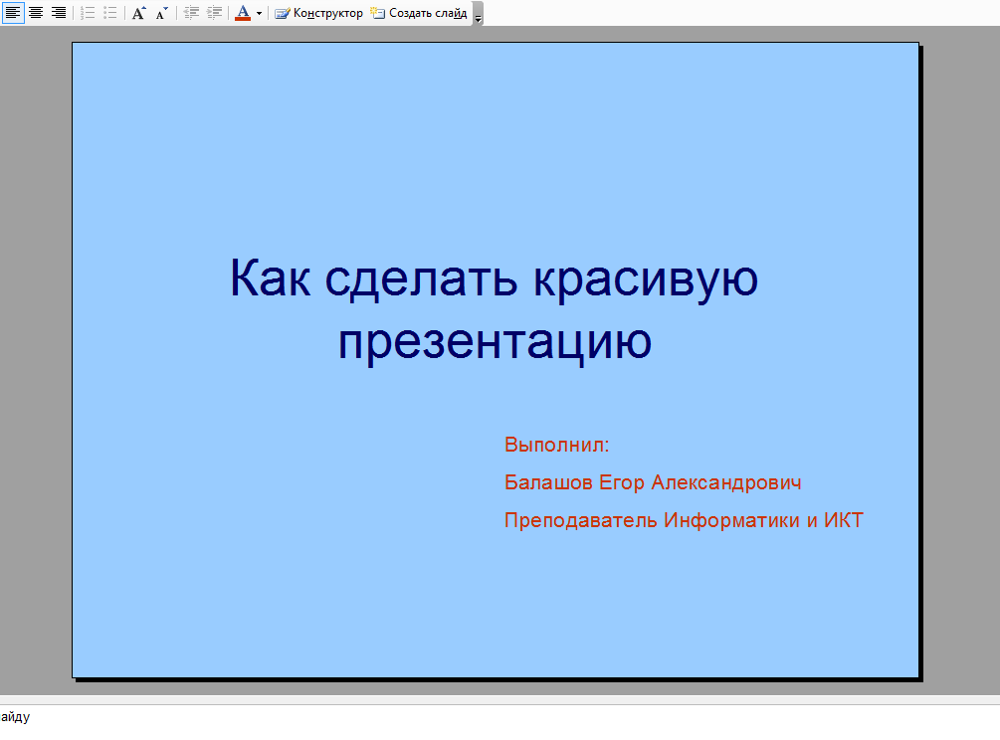 Конструктор Создать слайд
Как сделать красивую
презентацию
Выполнил:
Балашов Егор Александрович
Преподаватель Информатики и ИКТ
айду